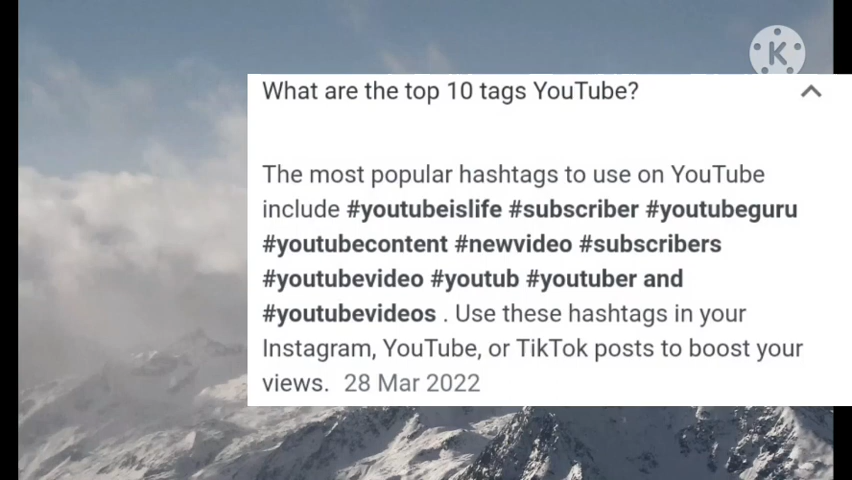 K
What are the top 10 tags YouTube?
The most popular hashtags to use on YouTube
include #youtubeislife #subscriber #youtubeguru
#youtubecontent #newvideo #subscribers
#youtubevideo #youtub #youtuber and
#youtubevideos . Use these hashtags in your
Instagram, YouTube, or TikTok posts to boost your
views. 28 Mar 2022